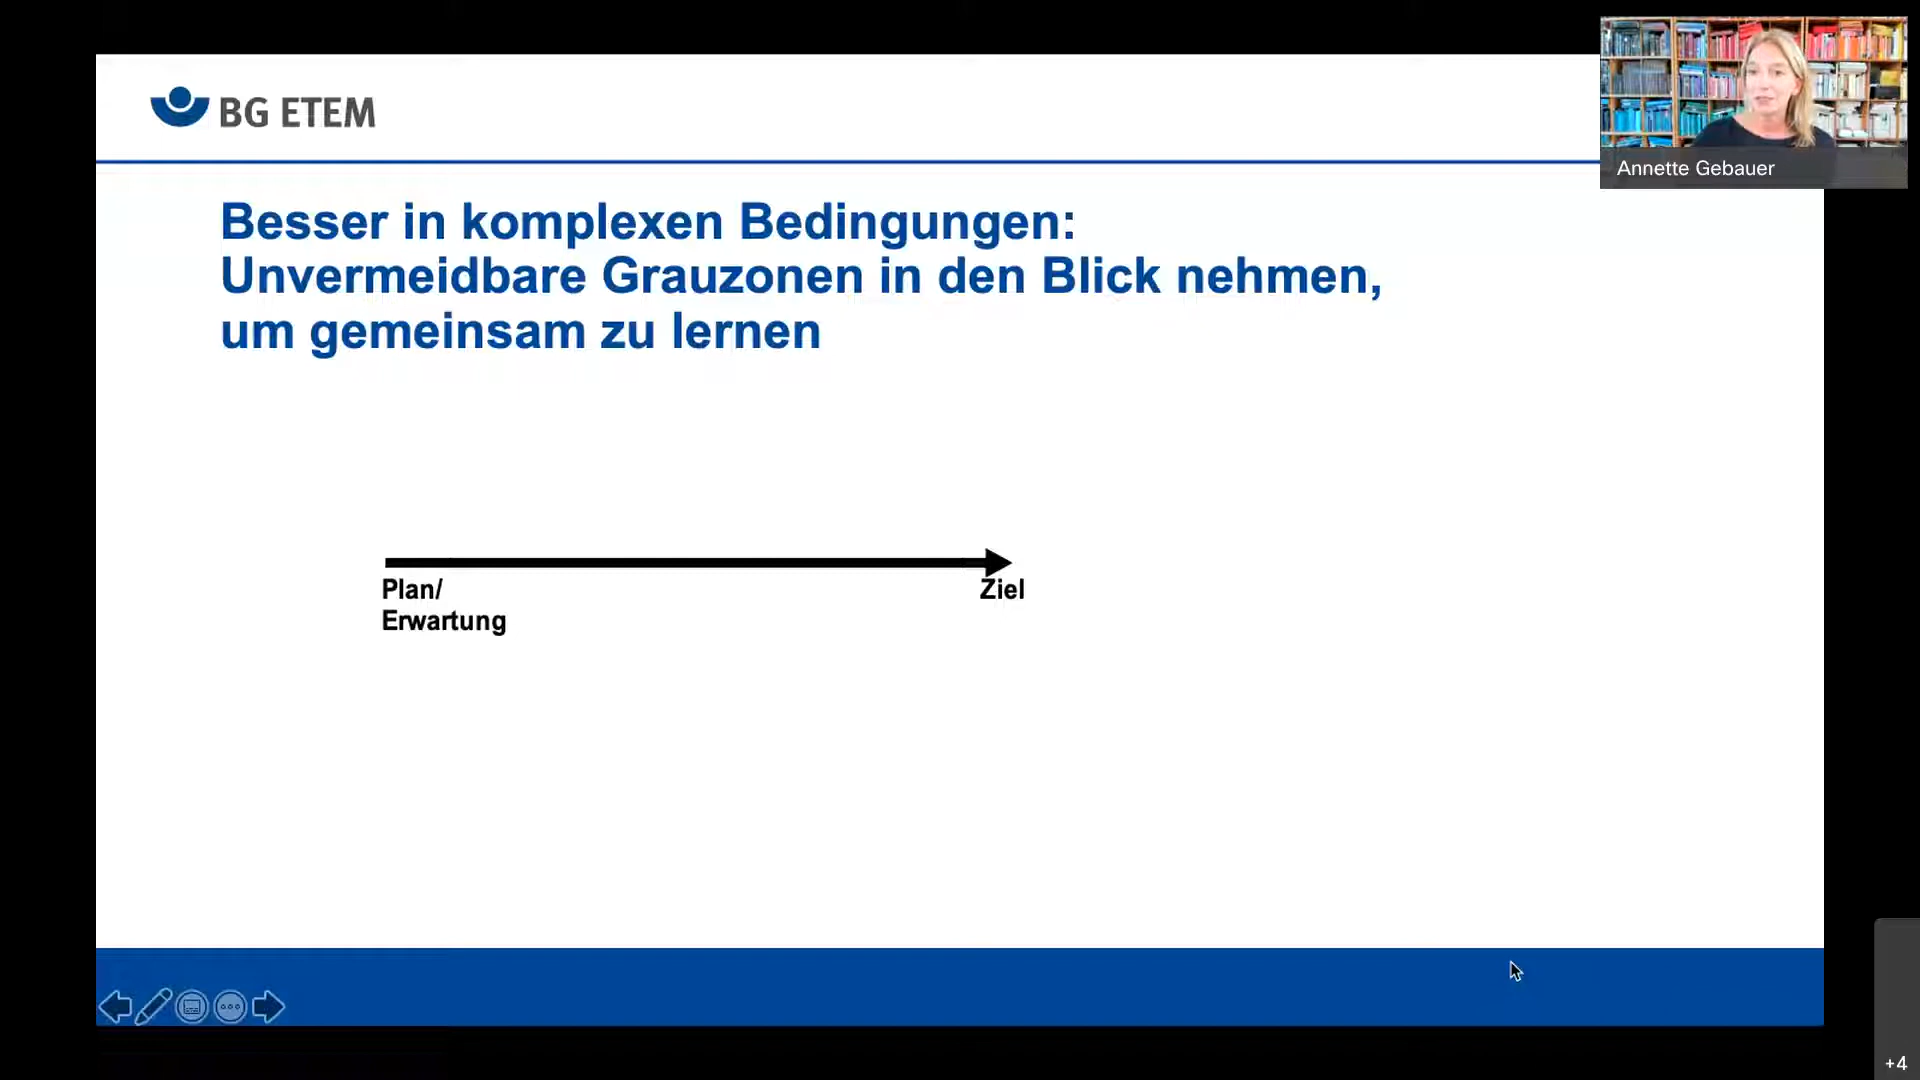 BG ETEM
Annette Gebauer
Besser in komplexen Bedingungen:
Unvermeidbare Grauzonen in den Blick nehmen,
um gemeinsam zu lernen
Plan/
Erwartung
Ziel
+4